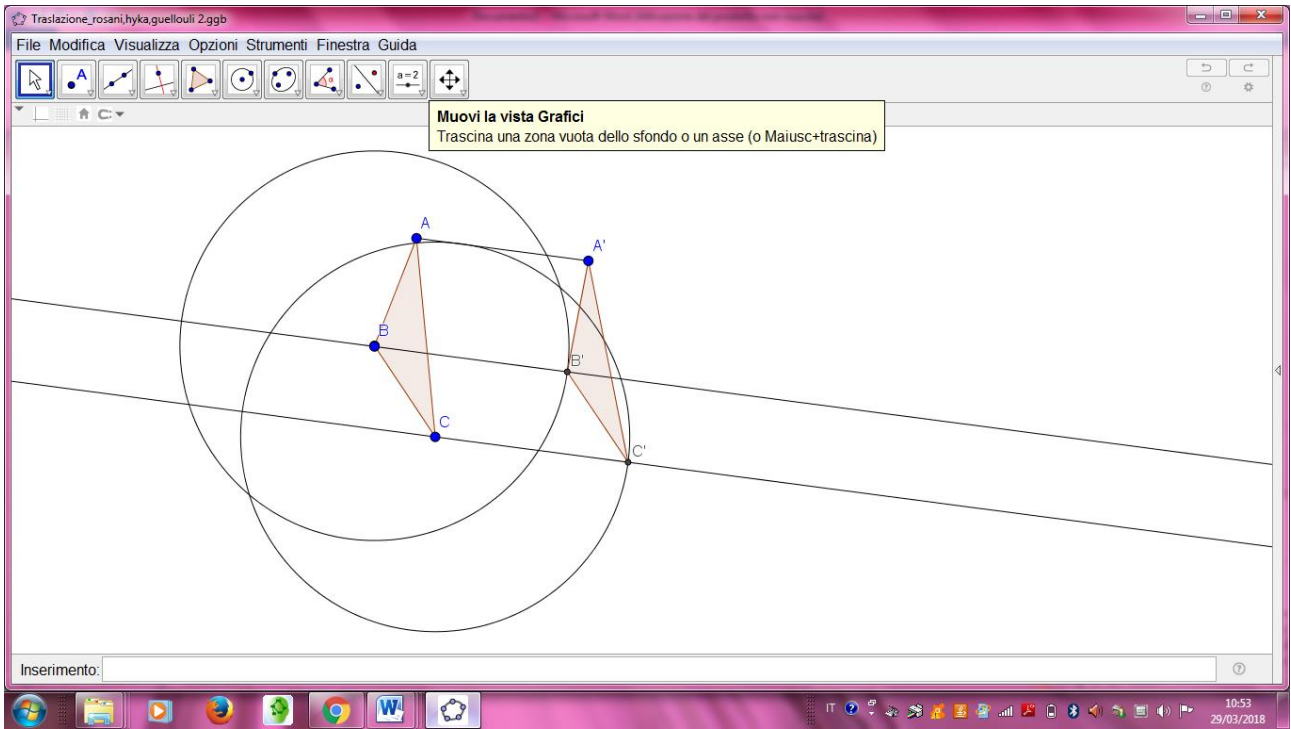 Traslazione_rosani,hyka,guellouli 2.ggb
File Modifica Visualizza Opzioni Strumenti Finestra Guida
A
a=2
Muovi la vista Grafici
Trascina una zona vuota dello sfondo o un asse (o Maiusc+trascina)
A
A'
B
B'
C
C'
Inserimento:
IT
10:53
29/03/2018